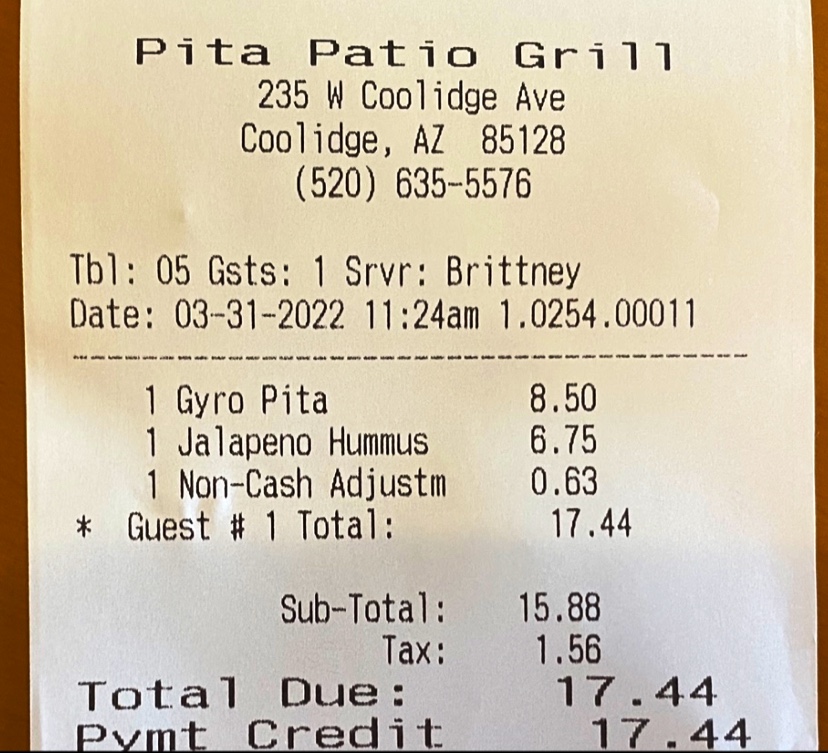 Pita Patio Grill
235 W Coolidge Ave
Coolidge, AZ 85128
(520) 635-5576
Tbl: 05 Gsts: 1 Srvr: Brittney
Date: 03-31-2022 11:24am 1.0254.00011
1 Gyro Pita 8.50
1 Jalapeno Hummus 6.75
1 Non-Cash Adjustm 0.63
* Guest # 1 Total: 17.44
Sub-Total: 15.88
Tax: 1.56
Total Due: 17.44
Pymt Credit 17.44